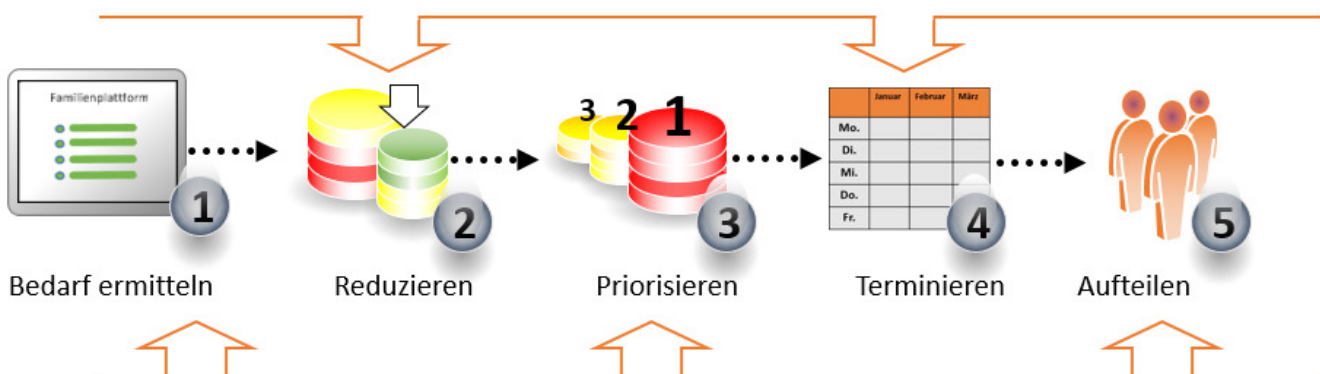 Familienplattform
1
Bedarf ermitteln
2
Reduzieren
3 2 1
3
Priorisieren
Januar Februar März
Mo.
Di.
Mi.
Do.
Fr.
4
Terminieren
5
Aufteilen